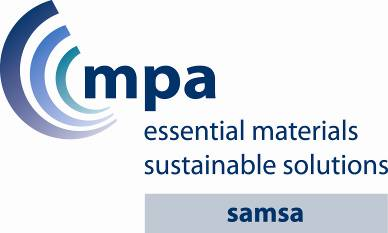 mpa
essential materials
sustainable solutions
samsa